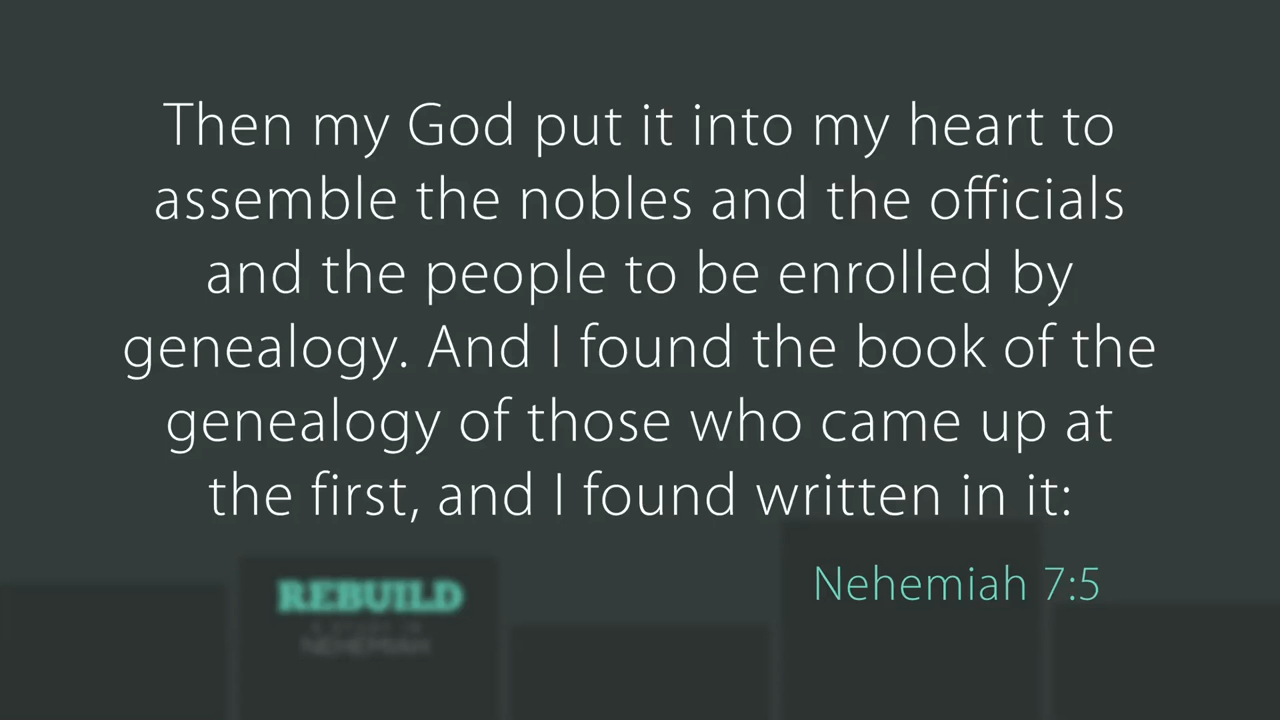 Then my God put it into my heart to
assemble the nobles and the officials
and the people to be enrolled by
genealogy. And I found the book of the
genealogy of those who came up at
the first, and I found written in it:
Nehemiah 7:5
REBUILD
NEHEMIAH